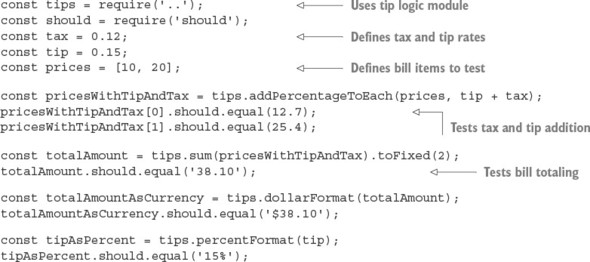 const tips = require('..');
Uses tip logic module
const should = require('should');
const tax = 0.12;
Defines tax and tip rates
const tip = 0.15;
const prices = [10, 20];
Defines bill items to test
const pricesWithTipAndTax = tips.addPercentageToEach(prices, tip + tax);
pricesWithTipAndTax[0].should.equal(12.7);
pricesWithTipAndTax[1].should.equal(25.4);
Tests tax and tip addition
const totalAmount = tips.sum(pricesWithTipAndTax).toFixed(2);
totalAmount.should.equal('38.10');
Tests bill totaling
const totalAmountAsCurrency = tips.dollarFormat(totalAmount);
totalAmountAsCurrency.should.equal('$38.10');
const tipAsPercent = tips.percentFormat(tip);
tipAsPercent.should.equal('15%');